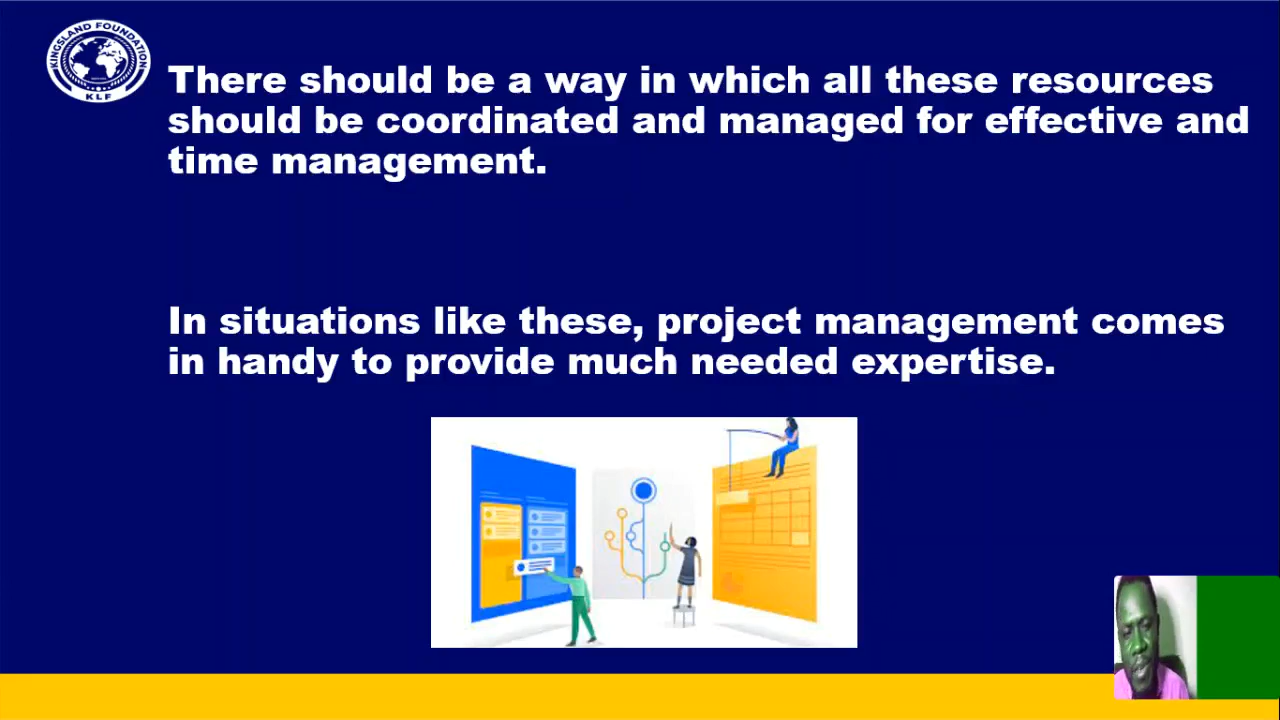 KINGSLAND FOUNDATION
KLF
There should be a way in which all these resources
should be coordinated and managed for effective and
time management.
In situations like these, project management comes
in handy to provide much needed expertise.